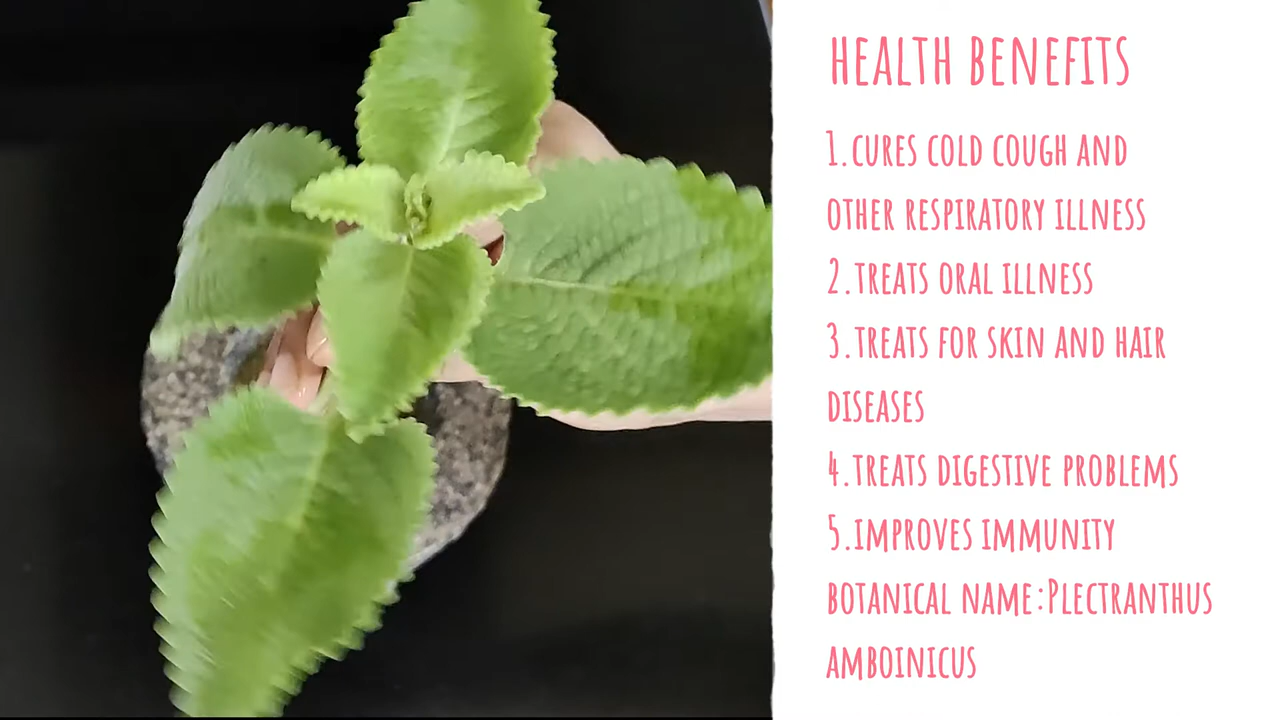 HEALTH BENEFITS
1.CURES COLD COUGH AND
OTHER RESPIRATORY ILLNESS
2.TREATS ORAL ILLNESS
3.TREATS FOR SKIN AND HAIR
DISEASES
4.TREATS DIGESTIVE PROBLEMS
5.IMPROVES IMMUNITY
BOTANICAL NAME:PLECTRANTHUS
AMBOINICUS